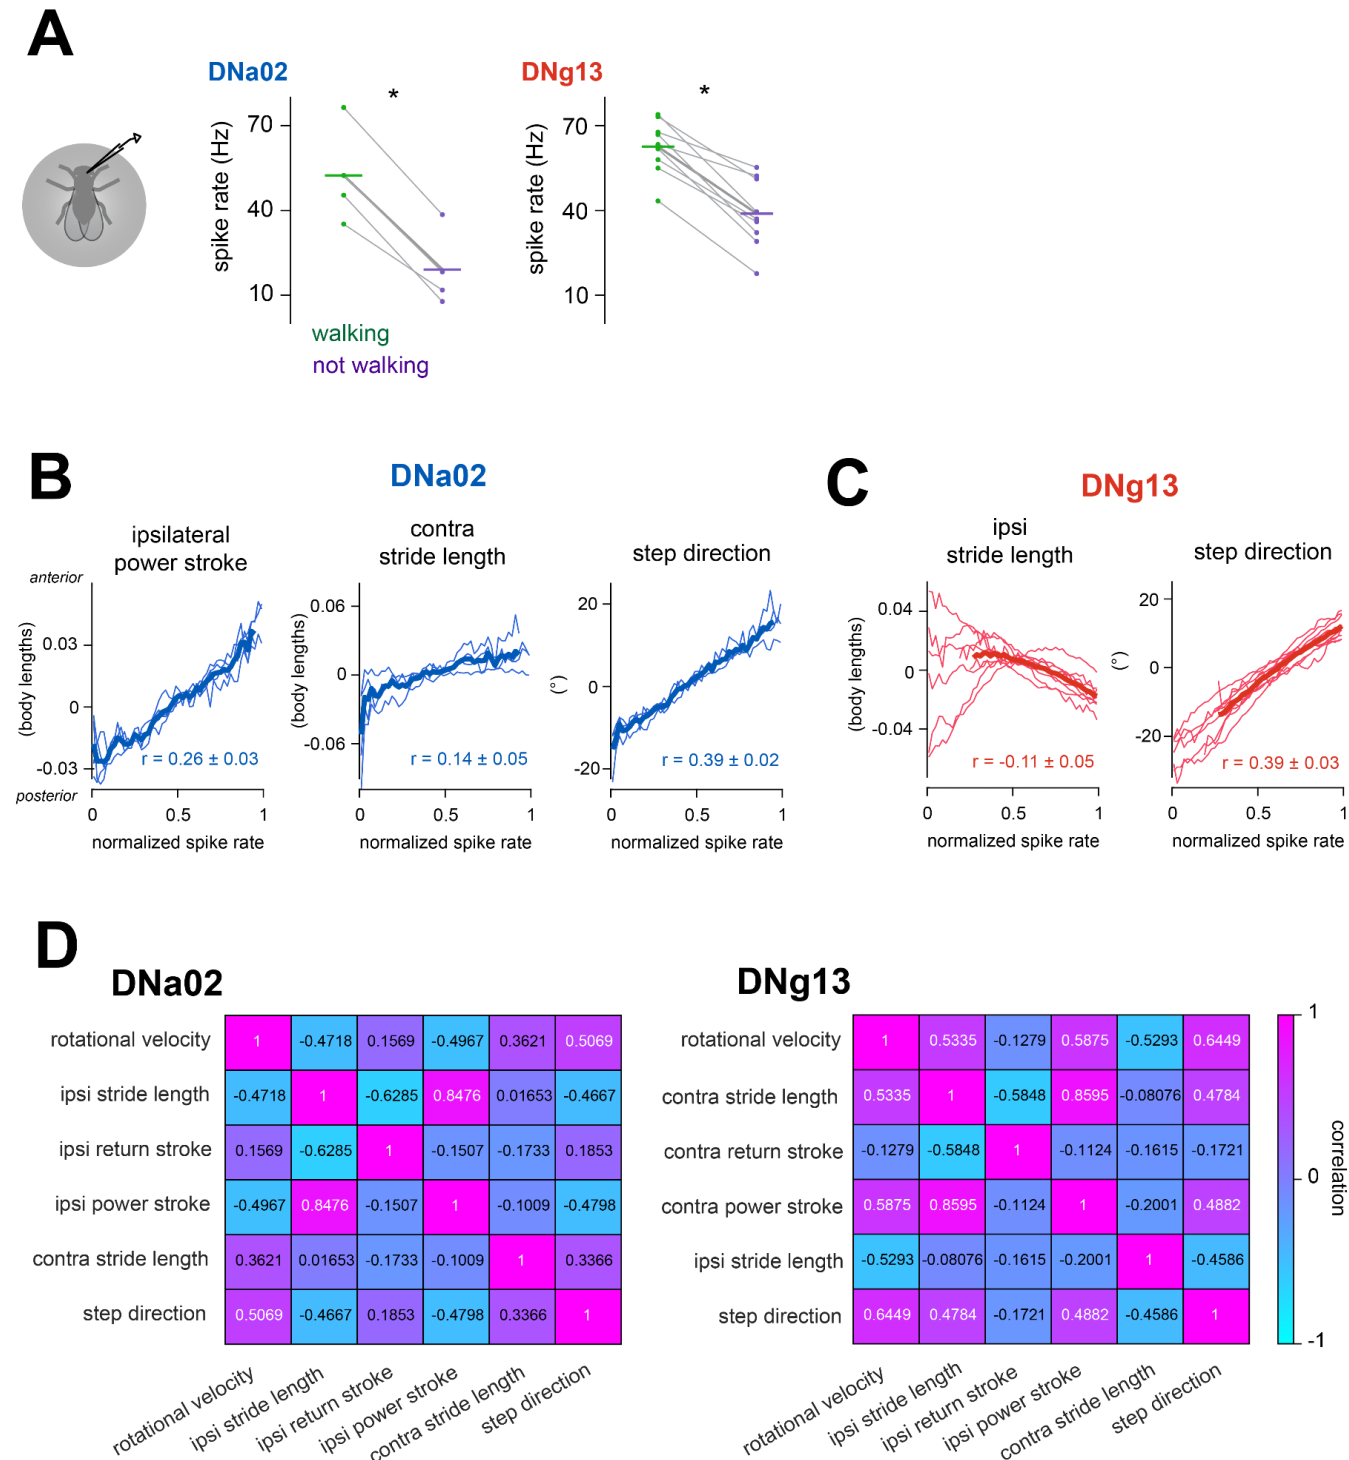 A
DNa02
DNg13
*
*
spike rate (Hz)
70
40
10
spike rate (Hz)
70
40
10
walking
not walking
B
DNa02
ipsilateral
power stroke
anterior
(body lengths)
0.03
0
-0.03
posterior
r = 0.26 ± 0.03
0
0.5
1
normalized spike rate
contra
stride length
(body lengths)
0.06
0
-0.06
r = 0.14 ± 0.05
0
0.5
1
normalized spike rate
step direction
(°)
20
0
-20
r = 0.39 ± 0.02
0
0.5
1
normalized spike rate
C
DNg13
ipsi
stride length
(body lengths)
0.04
0
-0.04
r = -0.11 ± 0.05
0
0.5
1
normalized spike rate
step direction
(°)
20
0
-20
r = 0.39 ± 0.03
0
0.5
1
normalized spike rate
D
DNa02
rotational velocity 1 -0.4718 0.1569 -0.4967 0.3621 0.5069
ipsi stride length -0.4718 1 -0.6285 0.8476 0.01653 -0.4667
ipsi return stroke 0.1569 -0.6285 1 -0.1507 -0.1733 0.1853
ipsi power stroke -0.4967 0.8476 -0.1507 1 -0.1009 -0.4798
contra stride length 0.3621 0.01653 -0.1733 -0.1009 1 0.3366
step direction 0.5069 -0.4667 0.1853 -0.4798 0.3366 1
rotational velocity
ipsi stride length
ipsi return stroke
ipsi power stroke
contra stride length
step direction
DNg13
rotational velocity 1 0.5335 -0.1279 0.5875 -0.5293 0.6449
contra stride length 0.5335 1 -0.5848 0.8595 -0.08076 0.4784
contra return stroke -0.1279 -0.5848 1 -0.1124 -0.1615 -0.1721
contra power stroke 0.5875 0.8595 -0.1124 1 -0.2001 0.4882
ipsi stride length -0.5293 -0.08076 -0.1615 -0.2001 1 -0.4586
step direction 0.6449 0.4784 -0.1721 0.4882 -0.4586 1
rotational velocity
ipsi stride length
ipsi return stroke
ipsi power stroke
contra stride length
step direction
1
0
-1
correlation